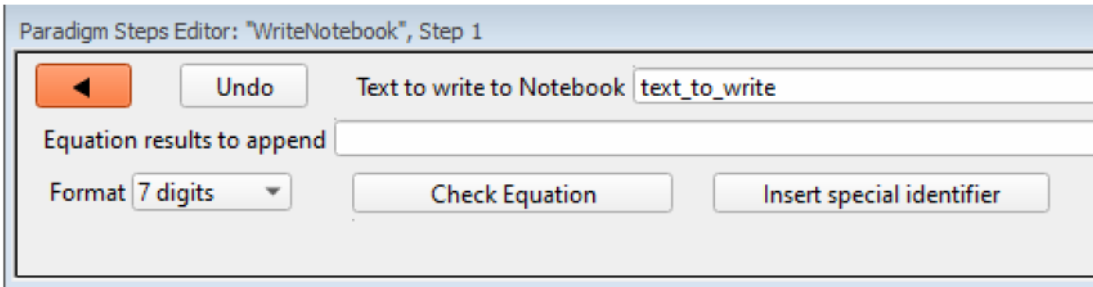 Paradigm Steps Editor: "WriteNotebook", Step 1
Undo Text to write to Notebook text_to_write
Equation results to append
Format 7 digits Check Equation Insert special identifier